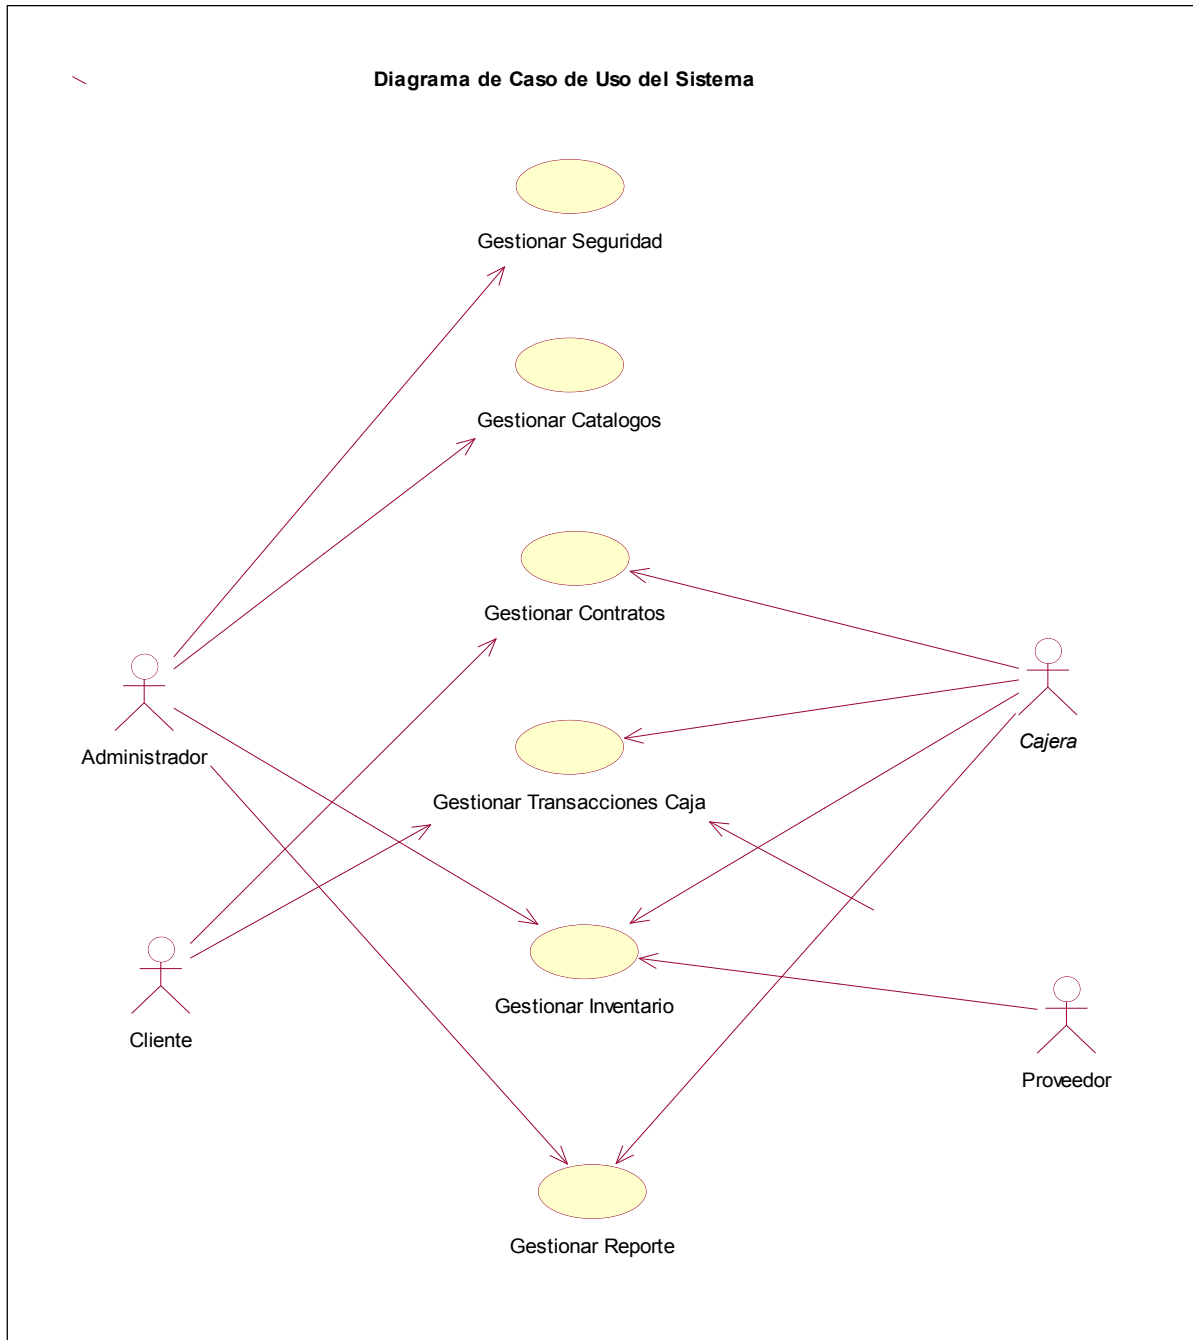 Diagrama de Caso de Uso del Sistema
Gestionar Seguridad
Gestionar Catalogos
Gestionar Contratos
Administrador
Cajera
Gestionar Transacciones Caja
Gestionar Inventario
Cliente
Proveedor
Gestionar Reporte